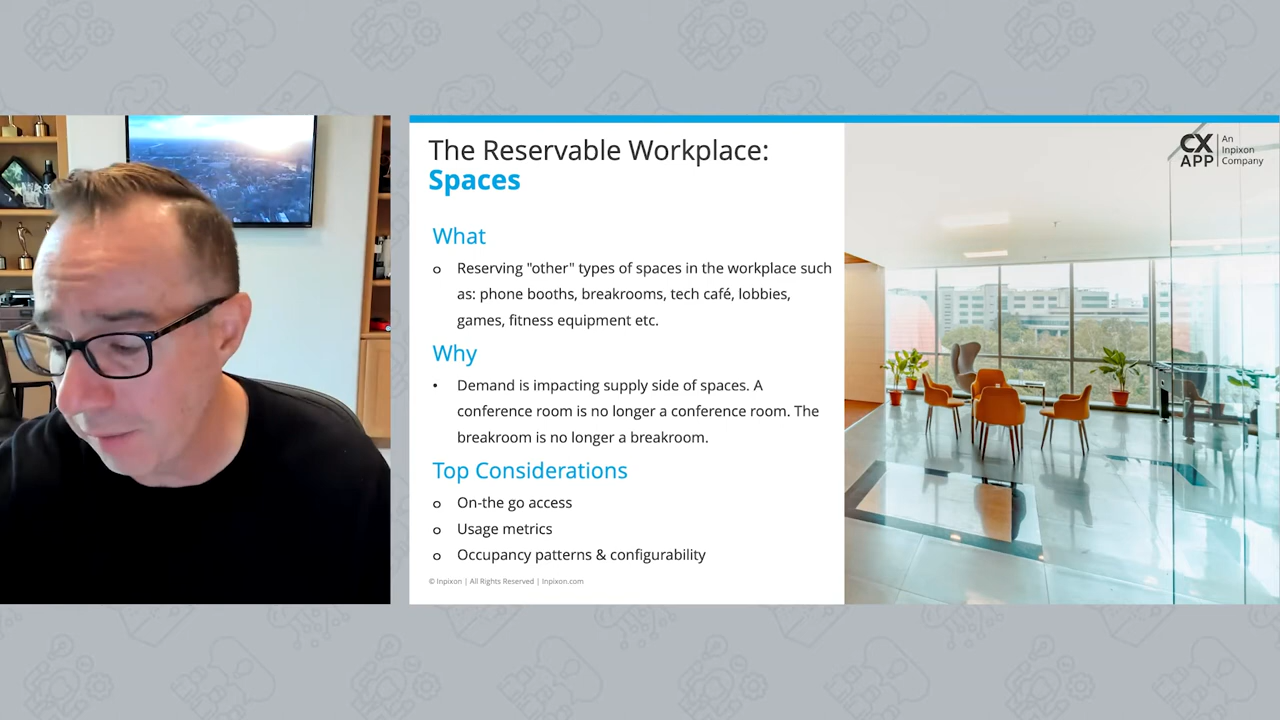 The Reservable Workplace:
Spaces
CX
APP
An
Inpixon
Company
What
o Reserving "other" types of spaces in the workplace such
as: phone booths, breakrooms, tech café, lobbies,
games, fitness equipment etc.
Why
• Demand is impacting supply side of spaces. A
conference room is no longer a conference room. The
breakroom is no longer a breakroom.
Top Considerations
o On-the go access
o Usage metrics
o Occupancy patterns & configurability
© Inpixon | All Rights Reserved | Inpixon.com